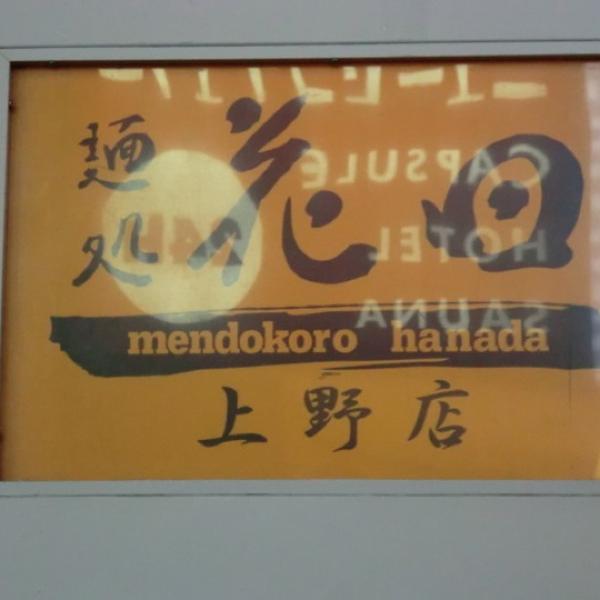 麺処 花田
mendokoro hanada
上野店
CAPSULE
HOTEL
SAUNA